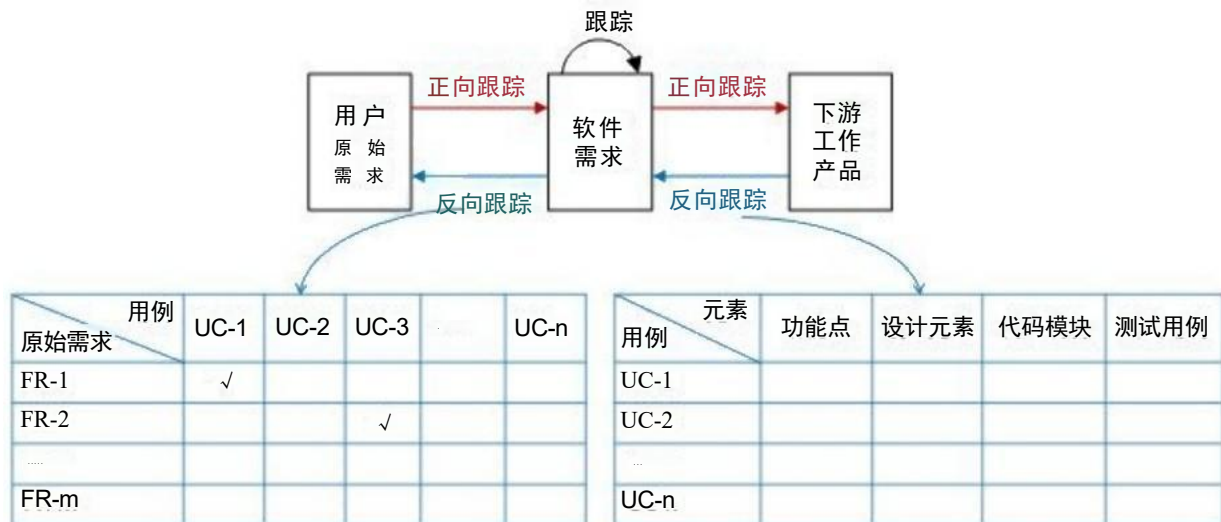 跟踪
正向跟踪
正向跟踪
用户
原始
需求
软件
需求
下游
工作
产品
反向跟踪
反向跟踪
用例
原始需求
UC-1
UC-2
UC-3
UC-n
FR-1
√
FR-2
√
.....
FR-m
元素
用例
功能点
设计元素
代码模块
测试用例
UC-1
UC-2
...
UC-n